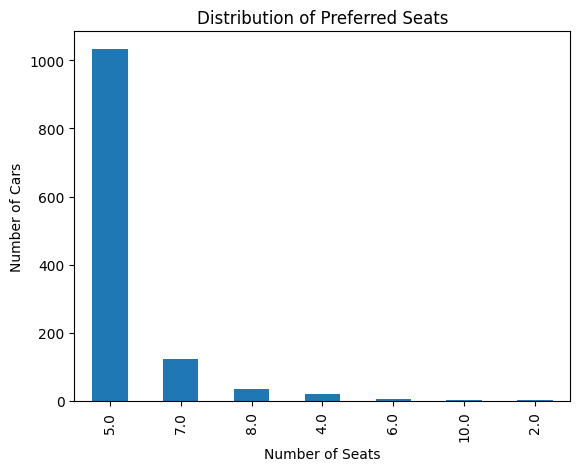 Distribution of Preferred Seats
Number of Cars
1000
800
600
400
200
0
5.0 7.0 8.0 4.0 6.0 10.0 2.0
Number of Seats